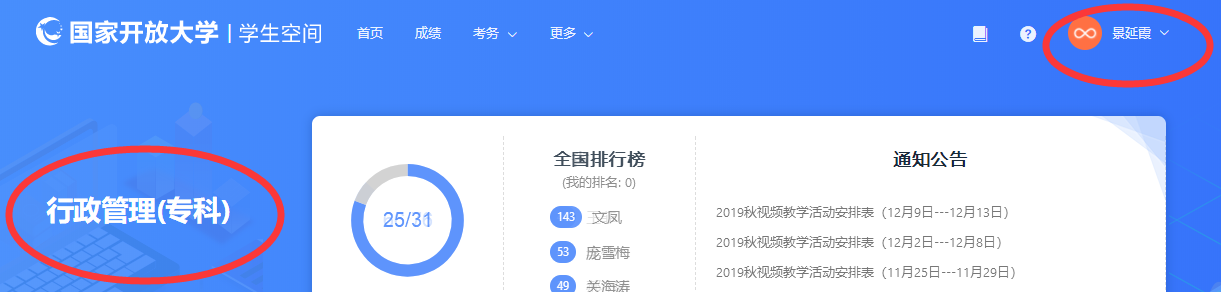 国家开放大学 | 学生空间 首页 成绩 考务 更多 景延霞
行政管理(专科)
25/31
全国排行榜
(我的排名: 0)
143 文凤
53 庞雪梅
49 关海涛
通知公告
2019秋视频教学活动安排表（12月9日---12月13日）
2019秋视频教学活动安排表（12月2日---12月8日）
2019秋视频教学活动安排表（11月25日---11月29日）